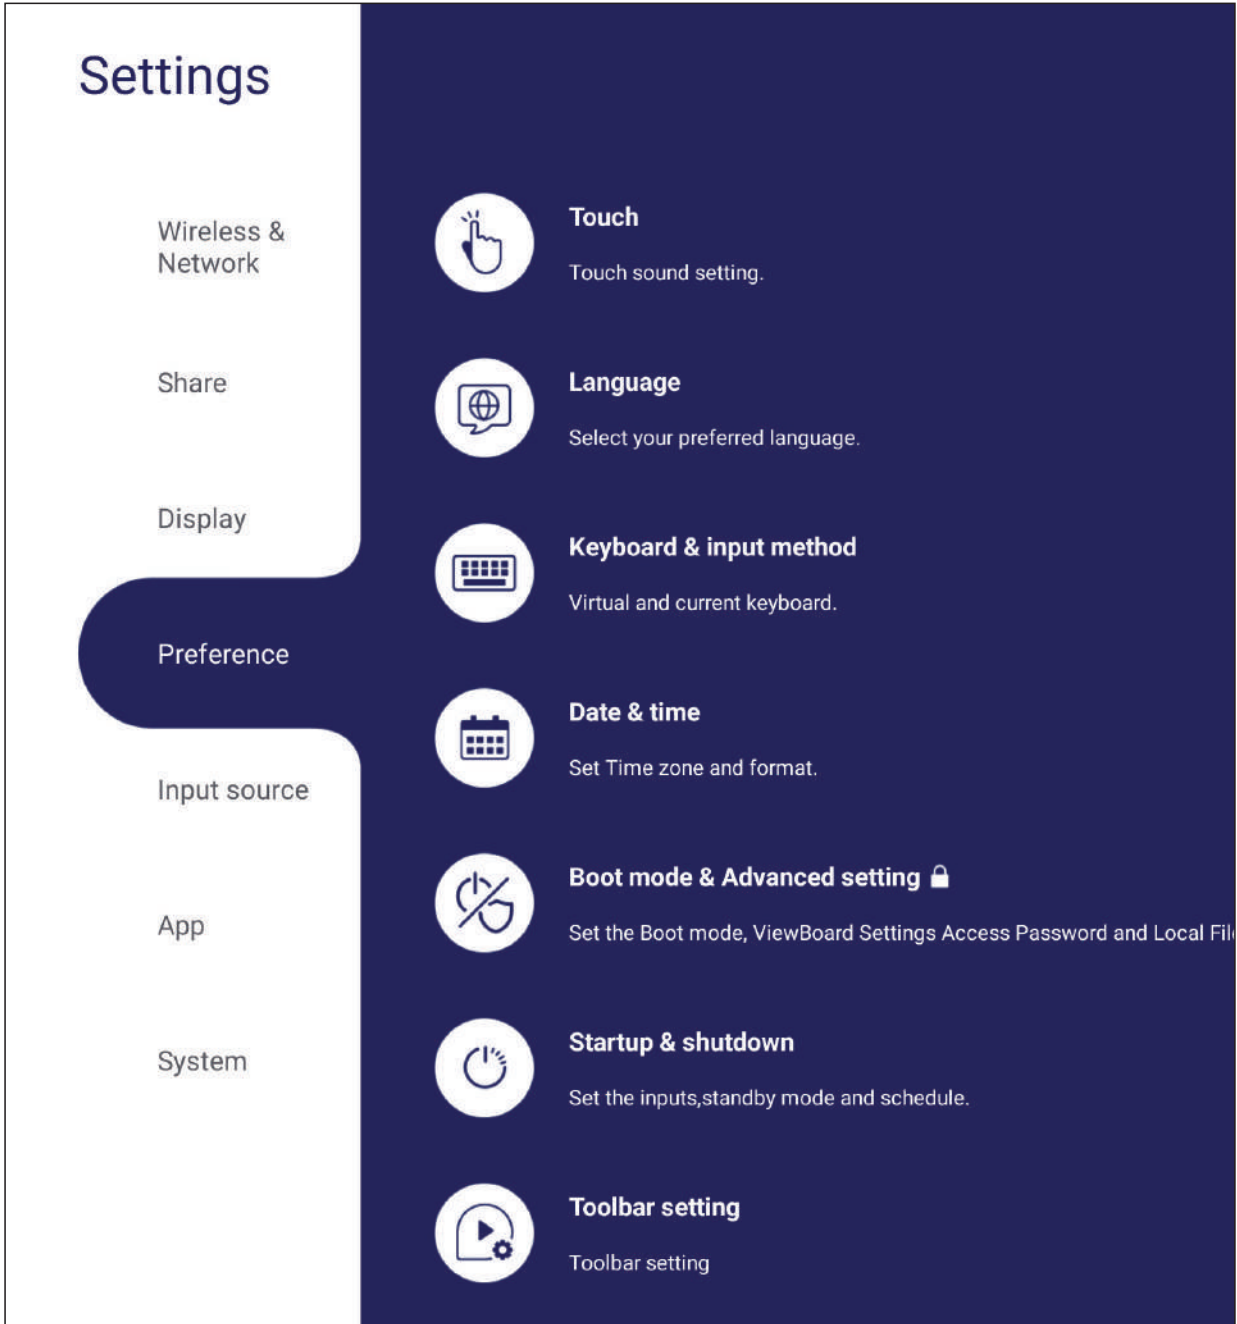 Settings
Wireless &
Network
Share
Display
Preference
Input source
App
System
Touch
Touch sound setting.
Language
Select your preferred language.
Keyboard & input method
Virtual and current keyboard.
Date & time
Set Time zone and format.
Boot mode & Advanced setting
Set the Boot mode, ViewBoard Settings Access Password and Local
Startup & shutdown
Set the inputs,standby mode and schedule.
Toolbar setting
Toolbar setting